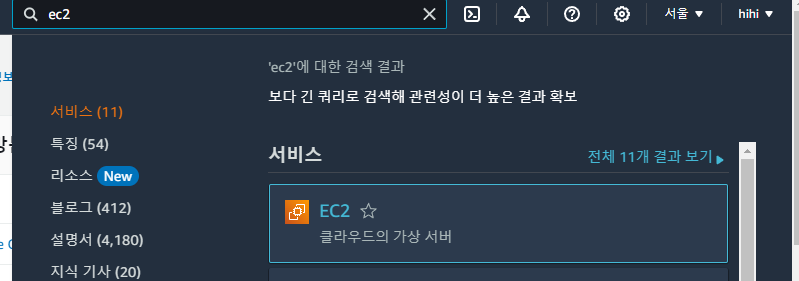 ec2
서울 ▼
hihi ▼
'ec2'에 대한 검색 결과
보다 긴 쿼리로 검색해 관련성이 더 높은 결과 확보
서비스 (11)
특징 (54)
리소스 New
블로그 (412)
설명서 (4,180)
지식 기사 (20)
서비스
전체 11개 결과 보기 ▶
EC2
클라우드의 가상 서버